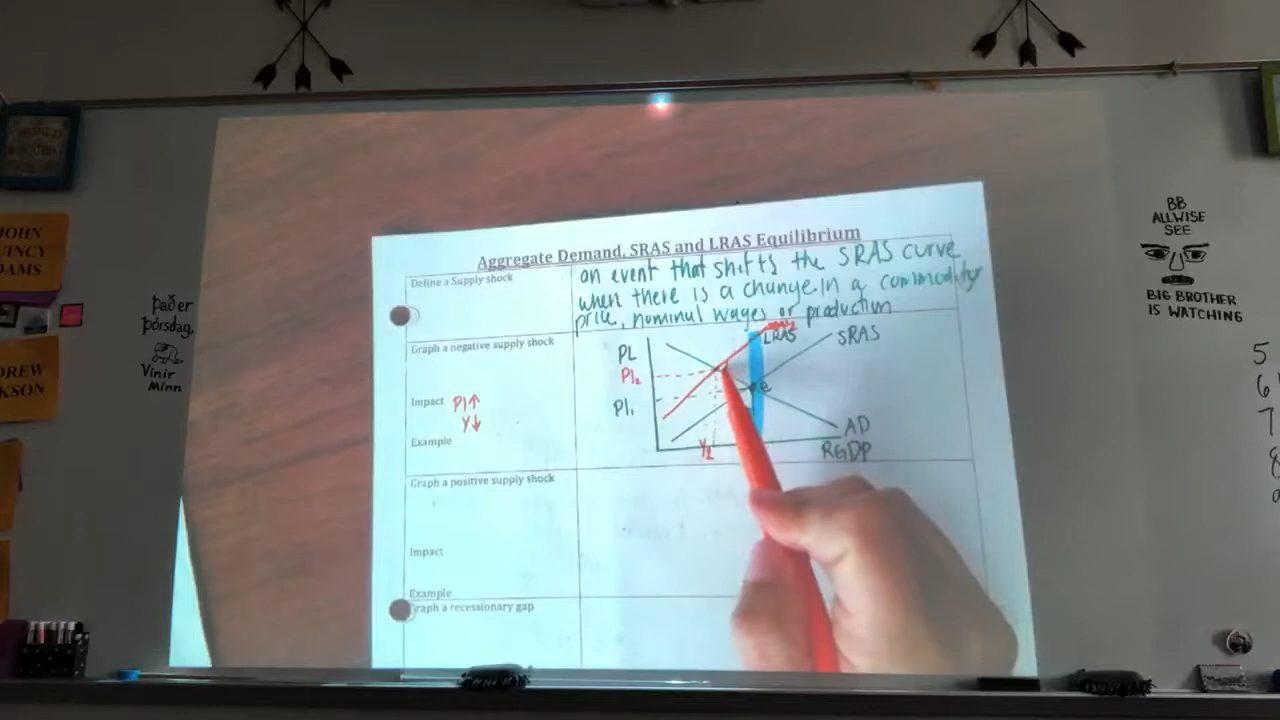 JOHN
QUINCY
ADAMS
þórsdag,
Vinir
Minn
Aggregate Demand, SRAS and LRAS Equilibrium
Define a Supply shock
an event that shifts the SRAS curve
when there is a change in a commodity
price, nominal wages or production
Graph a negative supply shock
Impact Pl↑
Y↓
Example
PL
Pl₂
Pl₁
LRAS
SRAS
e
AD
Y₂
RGDP
Graph a positive supply shock
Impact
Example
Graph a recessionary gap
BB
ALLWISE
SEE
BIG BROTHER
IS WATCHING
5
6
7
8